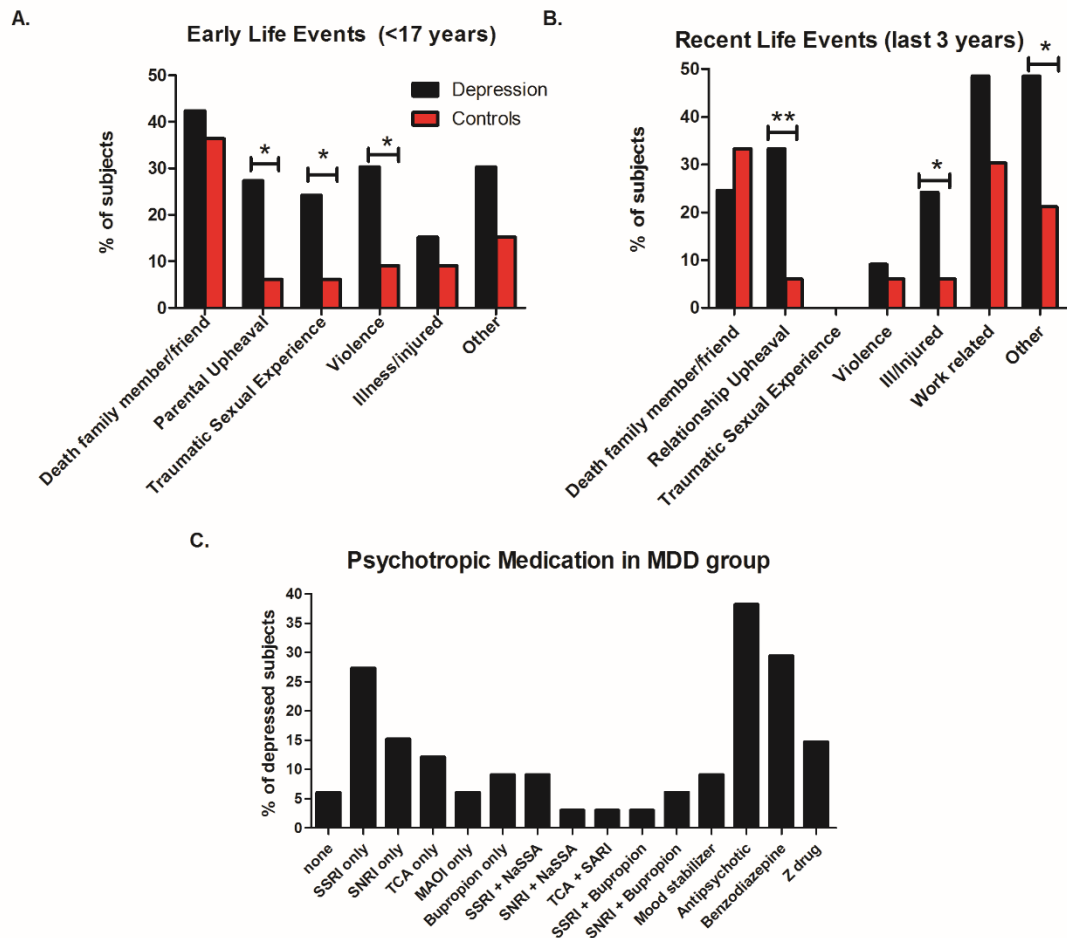 A.
Early Life Events (<17 years)
% of subjects
50
40
30
20
10
0
*
*
*
Depression
Controls
Death family member/friend
Parental Upheaval
Traumatic Sexual Experience
Violence
Illness/injured
Other
B.
Recent Life Events (last 3 years)
% of subjects
50
40
30
20
10
0
**
*
*
Death family member/friend
Relationship Upheaval
Traumatic Sexual Experience
Violence
Ill/Injured
Work related
Other
C.
Psychotropic Medication in MDD group
% of depressed subjects
40
35
30
25
20
15
10
5
0
none
SSRI only
SNRI only
TCA only
MAOI only
Bupropion only
SSRI + NaSSA
SNRI + NaSSA
TCA + SARI
SSRI + Bupropion
SNRI + Bupropion
Mood stabilizer
Antipsychotic
Benzodiazepine
Z drug